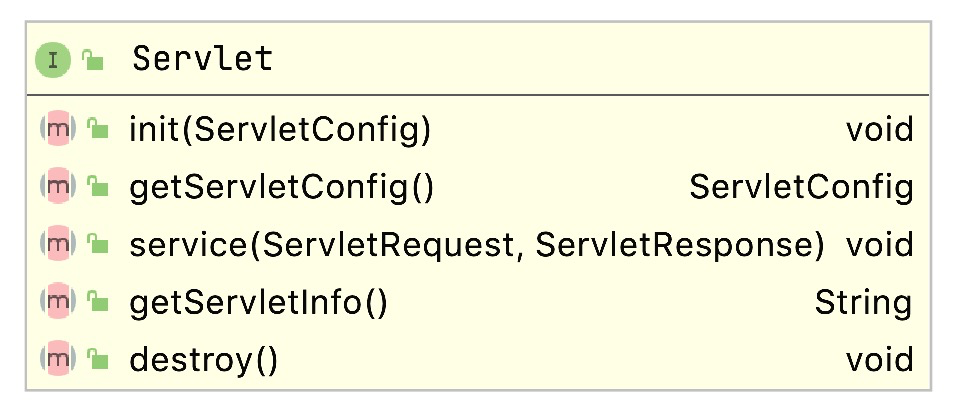 I Servlet
m init(ServletConfig) void
m getServletConfig() ServletConfig
m service(ServletRequest, ServletResponse) void
m getServletInfo() String
m destroy() void